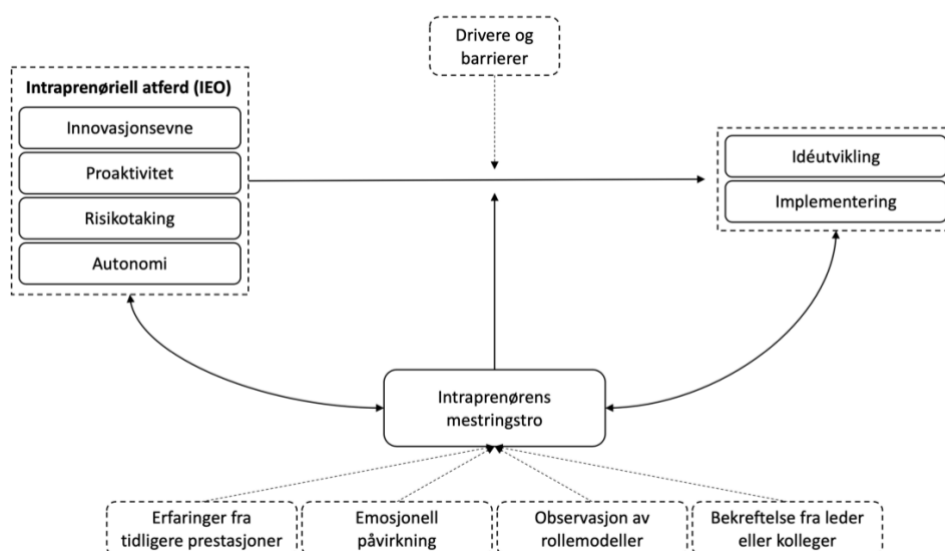 Drivere og
barrierer
Intraprenøriell atferd (IEO)
Innovasjonsevne
Proaktivitet
Risikotaking
Autonomi
Idéutvikling
Implementering
Intraprenørens
mestringstro
Erfaringer fra
tidligere prestasjoner
Emosjonell
påvirkning
Observasjon av
rollemodeller
Bekreftelse fra leder
eller kolleger